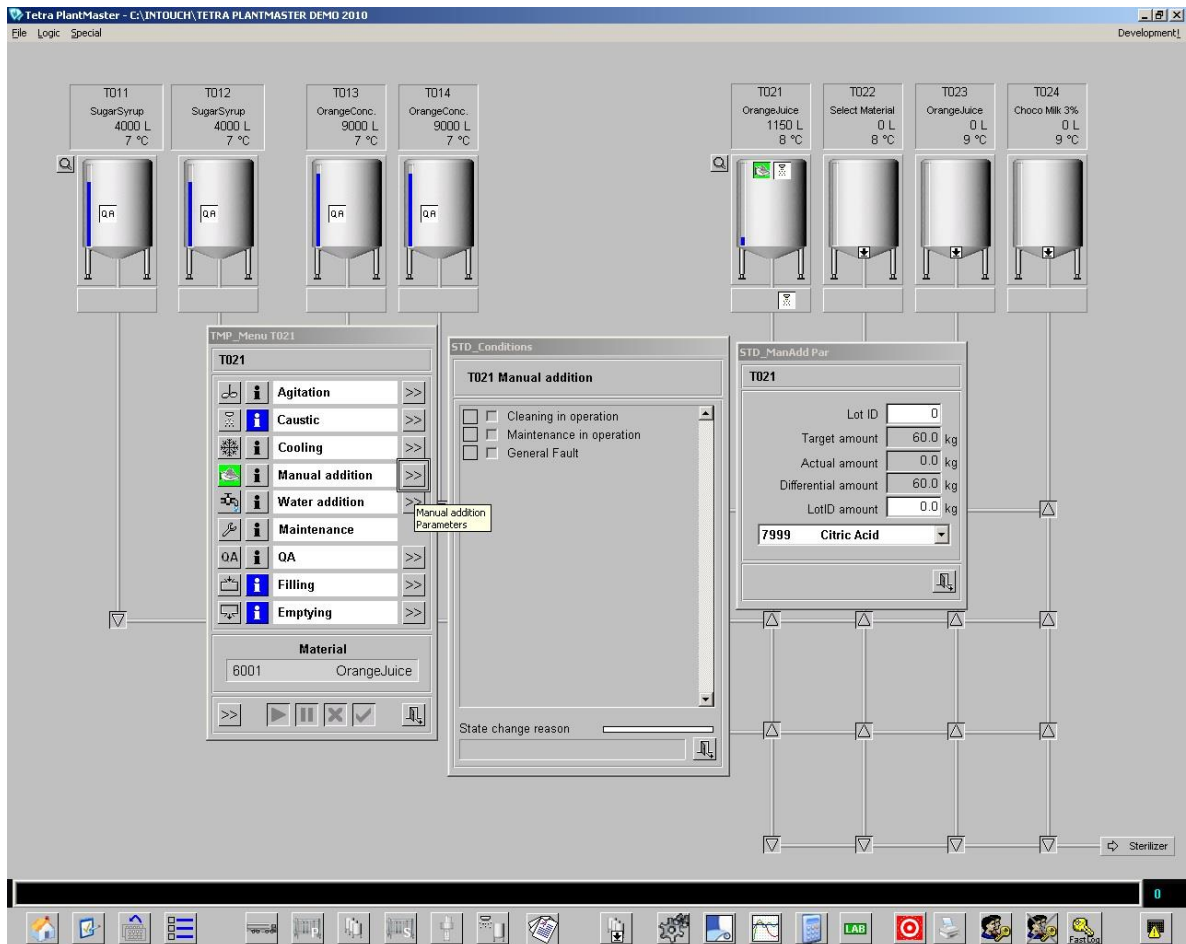 Tetra PlantMaster - C:\INTOUCH\TETRA PLANTMASTER DEMO 2010
File Logic Special Development!
T011 T012 T013 T014 T021 T022 T023 T024
SugarSyrup SugarSyrup OrangeConc. OrangeConc. OrangeJuice Select Material OrangeJuice Choco Milk 3%
4000 L 4000 L 9000 L 9000 L 1150 L 0 L 0 L 0 L
7 °C 7 °C 7 °C 7 °C 8 °C 8 °C 9 °C 9 °C
QA QA QA QA
TMP_Menu T021
T021
Agitation >>
Caustic >>
Cooling >>
Manual addition >>
Water addition >>
Maintenance
QA QA >>
Filling >>
Emptying >>
Material
6001 OrangeJuice
>>
Manual addition
Parameters
STD_Conditions
T021 Manual addition
Cleaning in operation
Maintenance in operation
General Fault
State change reason
STD_ManAdd Par
T021
Lot ID 0
Target amount 60.0 kg
Actual amount 0.0 kg
Differential amount 60.0 kg
LotID amount 0.0 kg
7999 Citric Acid
Sterilizer
0
LAB
FastLog